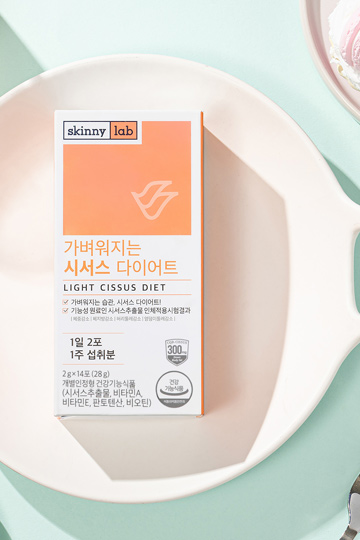 skinny lab
가벼워지는
시서스 다이어트
LIGHT CISSUS DIET
가벼워지는 습관, 시서스 다이어트!
기능성 원료인 시서스추출물 인체적용시험결과
1일 2포
1주 섭취분
300mg
2g×14포 (28g)
개별인정형 건강기능식품
(시서스추출물, 비타민A,
비타민E, 판토텐산, 비오틴)
건강
기능식품